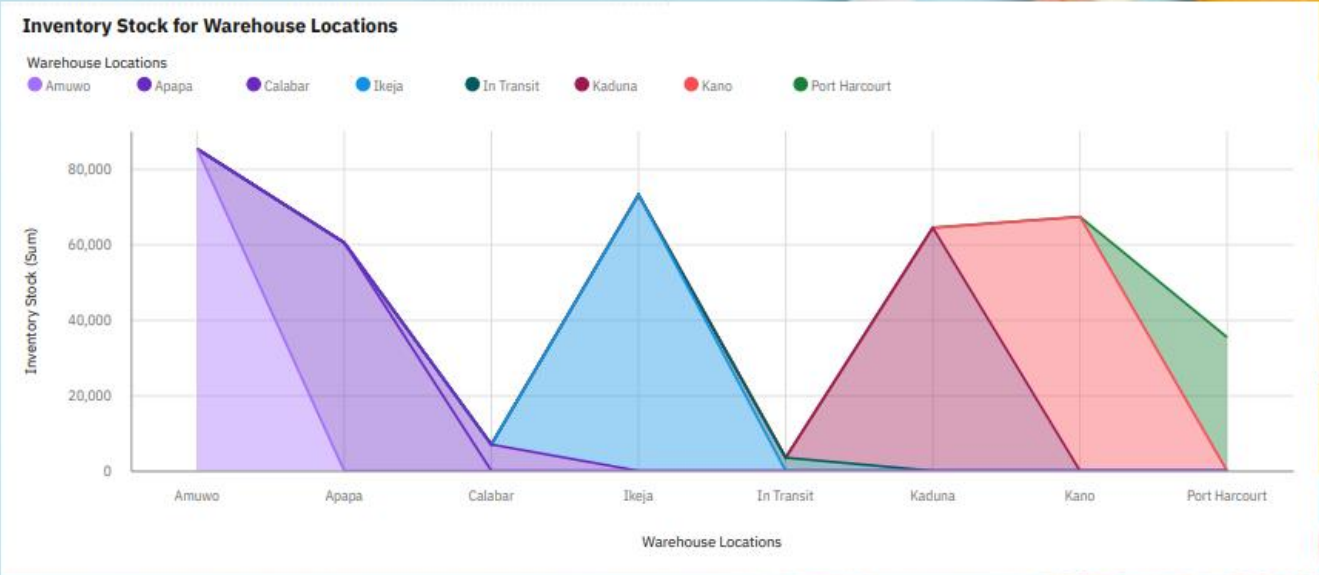 Inventory Stock for Warehouse Locations
Warehouse Locations
Amuwo Apapa Calabar Ikeja In Transit Kaduna Kano Port Harcourt
Inventory Stock (Sum)
80,000
60,000
40,000
20,000
0
Amuwo Apapa Calabar Ikeja In Transit Kaduna Kano Port Harcourt
Warehouse Locations